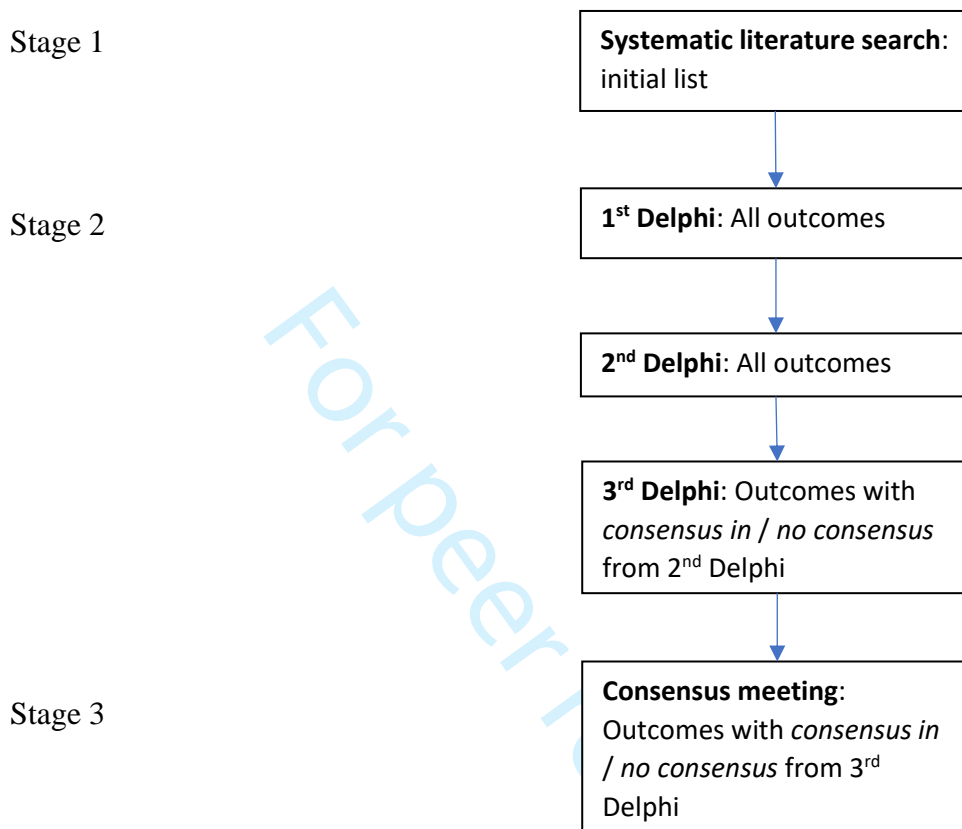 Stage 1
Systematic literature search:
initial list
Stage 2
1st Delphi: All outcomes
2nd Delphi: All outcomes
3rd Delphi: Outcomes with
consensus in / no consensus
from 2nd Delphi
Stage 3
Consensus meeting:
Outcomes with consensus in
/ no consensus from 3rd
Delphi
For peer